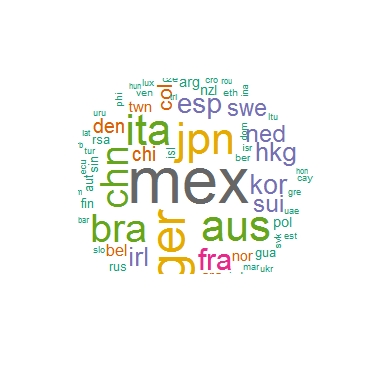 hun lux
cro rou
ven
arg
nzl
eth
ina
phi
col
esp
swe
twn
uru
den
ita
jpn
dom
ltu
lat
rsa
ned
isr
tur
chi
isl
hkg
ber
ecu
sin
chn
mex
kor
hon
cay
aut
gre
fin
sui
uae
bar
bra
ger
aus
pol
svk
est
slo
bel
irl
fra
nor
gua
rus
mar
ukr